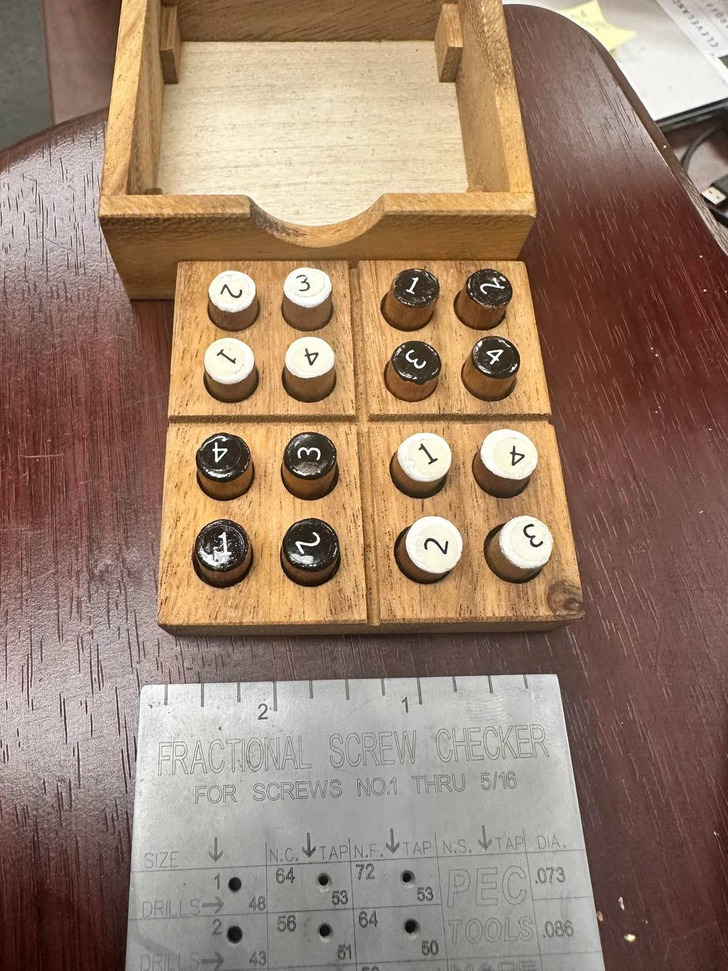 CLEVELAND
2 3 1 2
1 4 3 4
4 3 1 4
1 2 2 3
2 1
FRACTIONAL SCREW CHECKER
FOR SCREWS NO.1 THRU 5/16
SIZE ↓ N.C. ↓ TAP N.F. ↓ TAP N.S. ↓ TAP DIA.
1 64 72 PEC .073
DRILLS→ 48 53 53
2 56 64 TOOLS .086
DRILLS→ 43 51 50